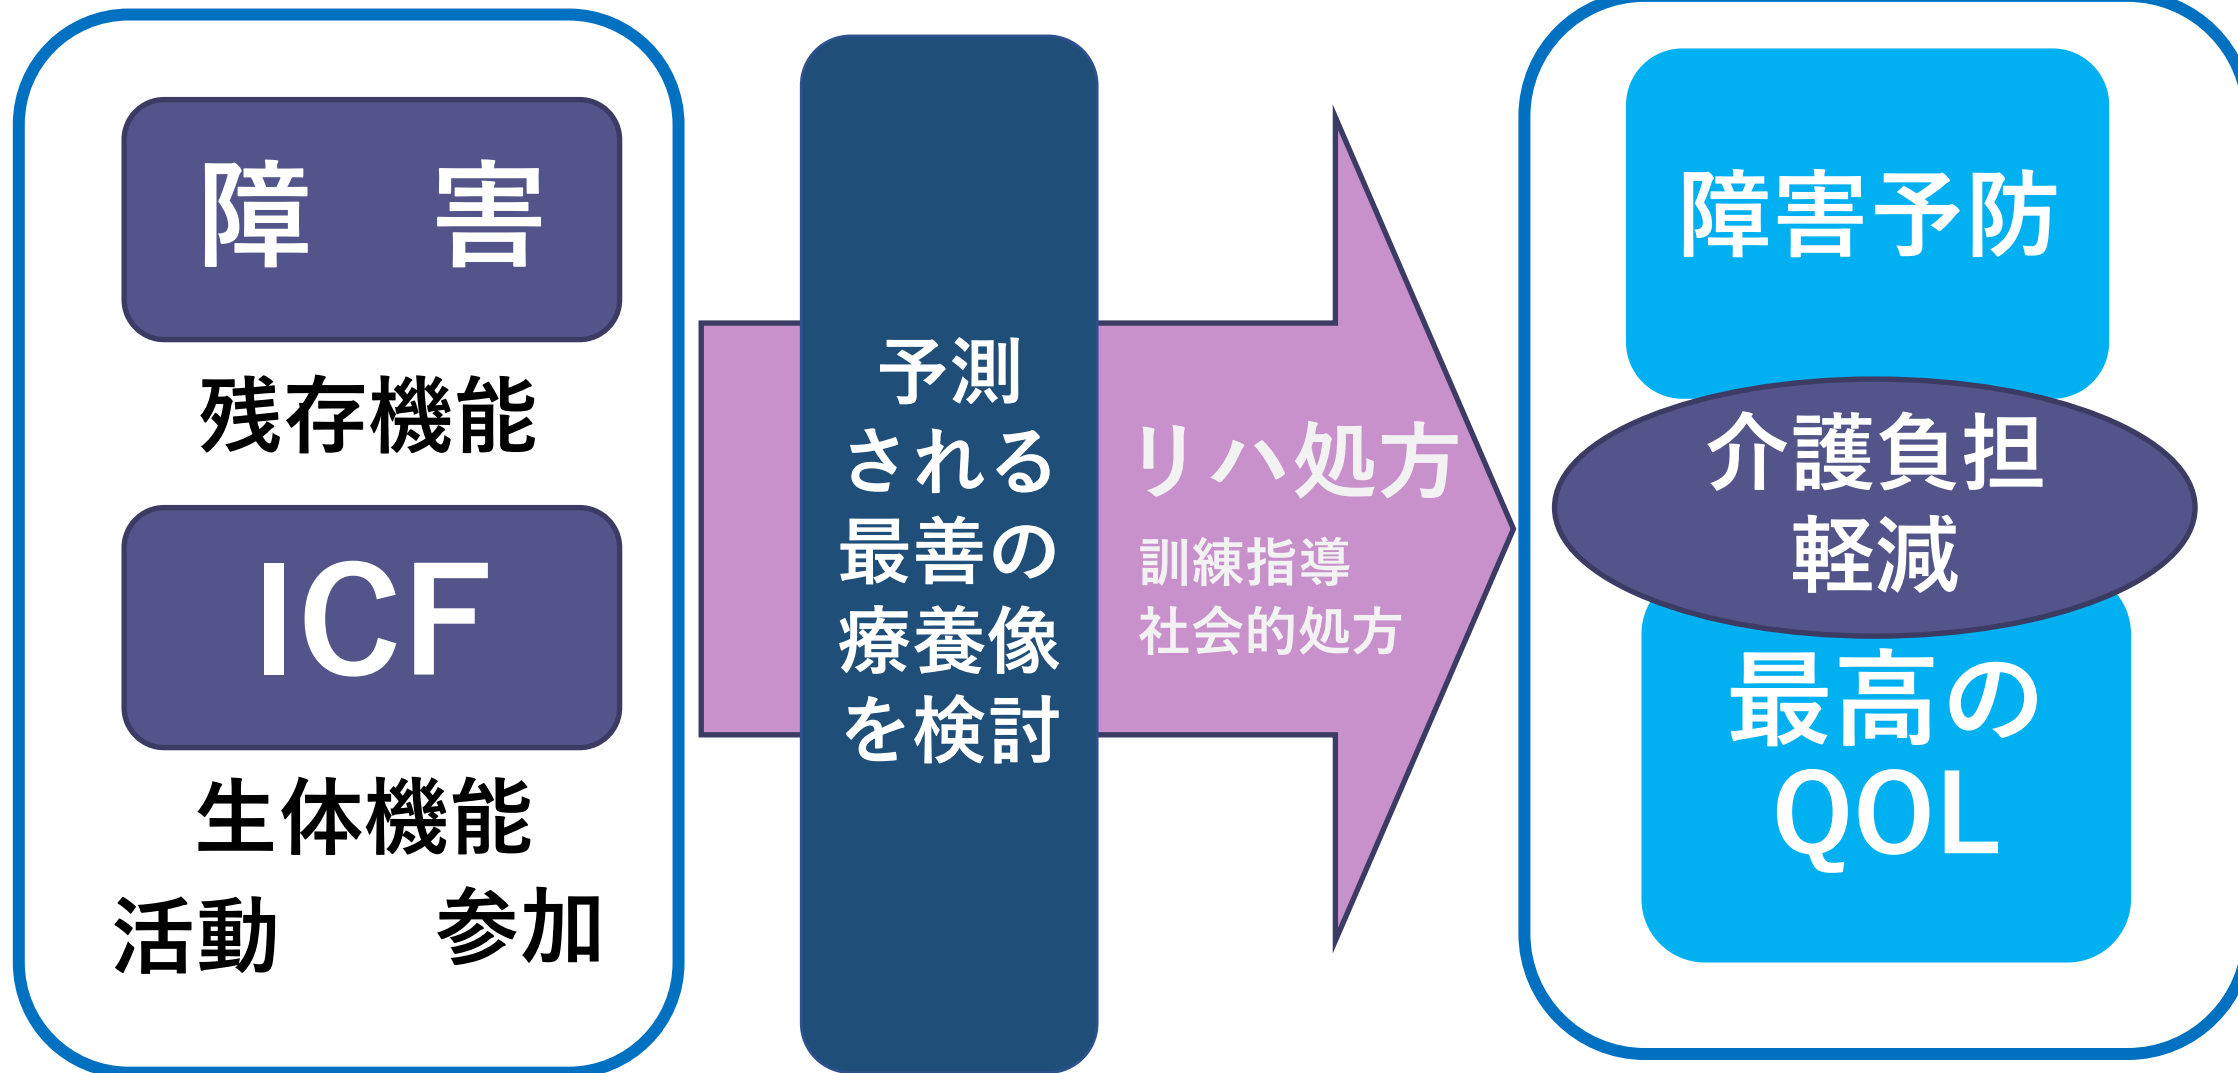 障　害
残存機能
ICF
生体機能
活動　参加
予測
される
最善の
療養像
を検討
リハ処方
訓練指導
社会的処方
障害予防
介護負担
軽減
最高の
QOL